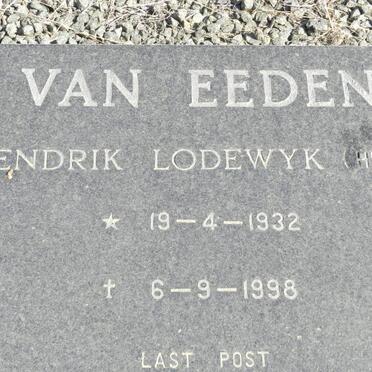 VAN EEDEN
ENDRIK LODEWYK
★ 19-4-1932
† 6-9-1998
LAST POST